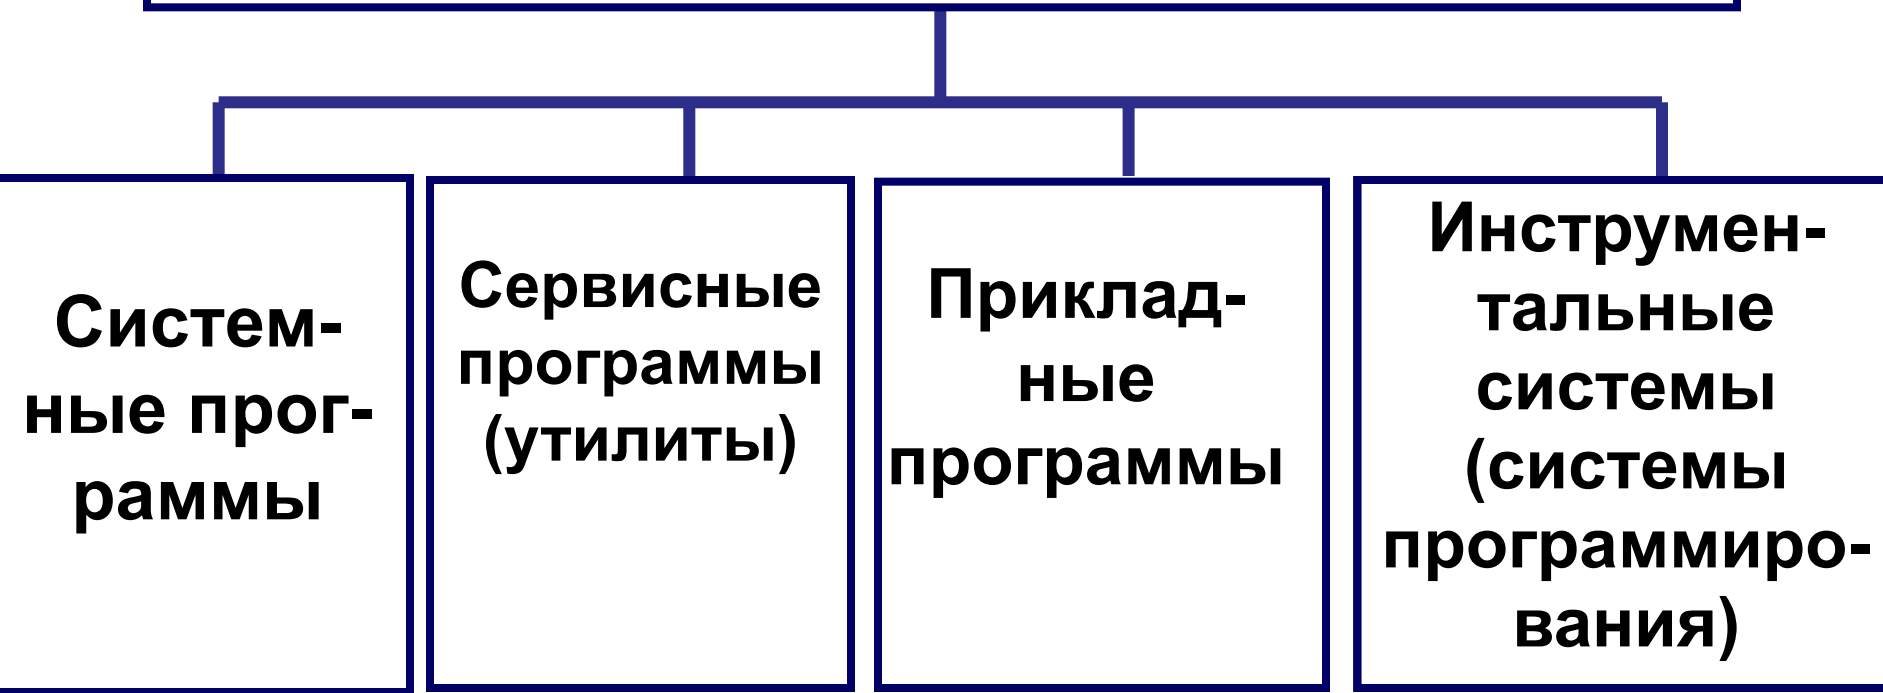 Систем-
ные прог-
раммы
Сервисные
программы
(утилиты)
Приклад-
ные
программы
Инструмен-
тальные
системы
(системы
программиро-
вания)